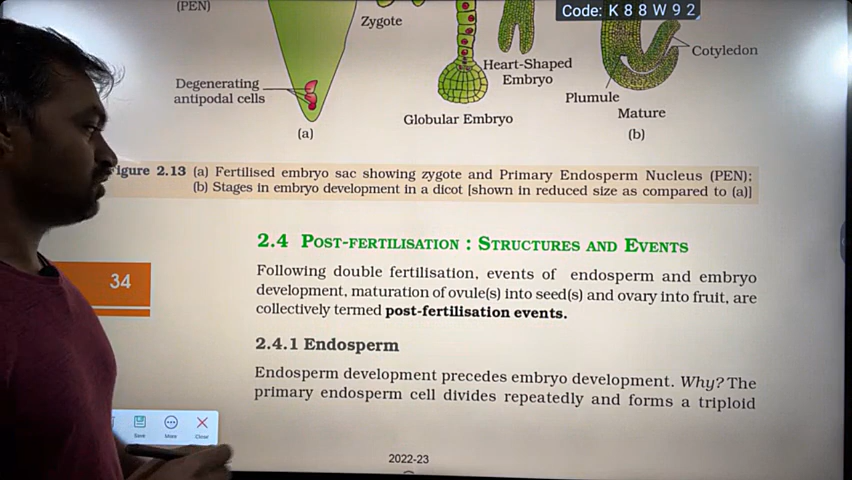 (PEN)
Code: K88W92
Zygote
Cotyledon
Heart-Shaped
Embryo
Degenerating
antipodal cells
Plumule
Globular Embryo
Mature
(a)
(b)
igure 2.13 (a) Fertilised embryo sac showing zygote and Primary Endosperm Nucleus (PEN);
(b) Stages in embryo development in a dicot [shown in reduced size as compared to (a)]
2.4 POST-FERTILISATION : STRUCTURES AND EVENTS
34
Following double fertilisation, events of endosperm and embryo
development, maturation of ovule(s) into seed(s) and ovary into fruit, are
collectively termed post-fertilisation events.
2.4.1 Endosperm
Endosperm development precedes embryo development. Why? The
primary endosperm cell divides repeatedly and forms a triploid
Save More Close
2022-23